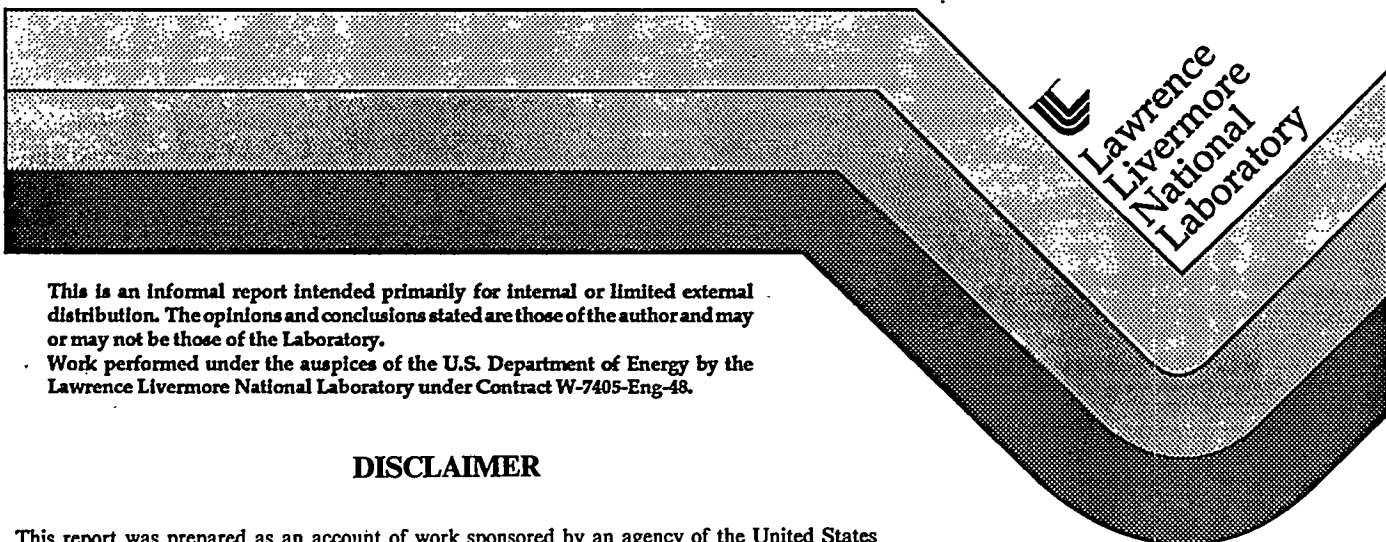 Lawrence
Livermore
National
Laboratory
This is an informal report intended primarily for internal or limited external
distribution. The opinions and conclusions stated are those of the author and may
or may not be those of the Laboratory.
Work performed under the auspices of the U.S. Department of Energy by the
Lawrence Livermore National Laboratory under Contract W-7405-Eng-48.
DISCLAIMER
This report was prepared as an account of work sponsored by an agency of the United States